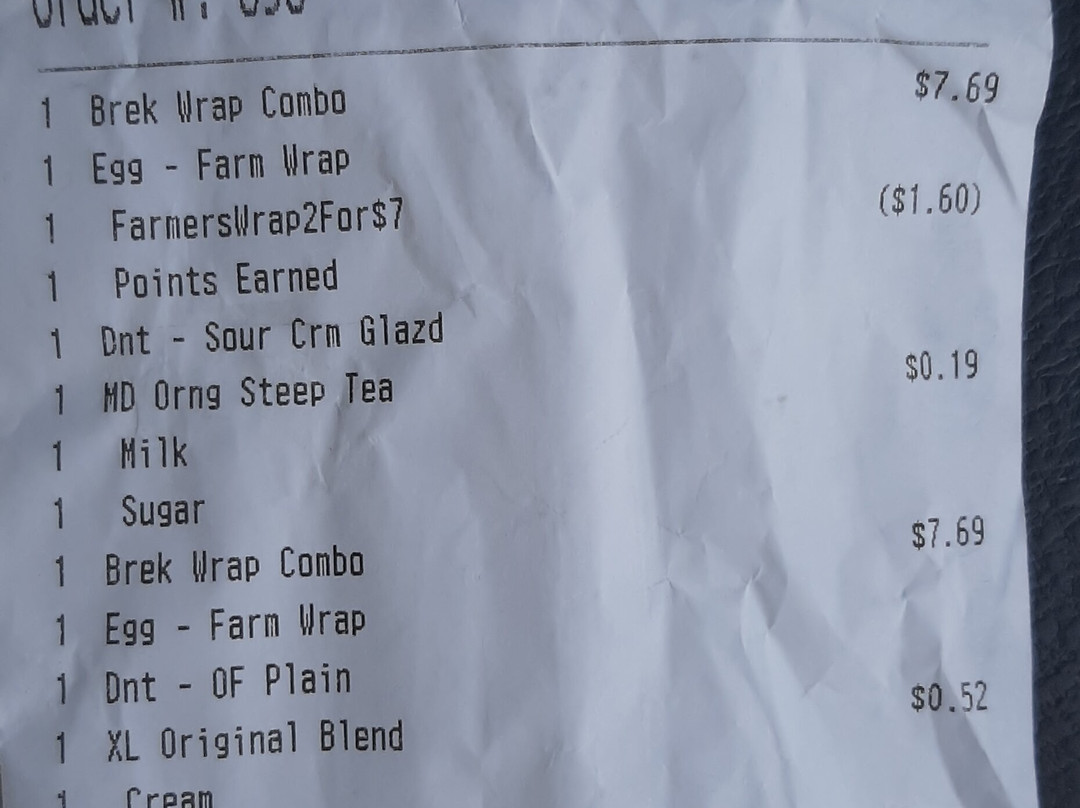 1 Brek Wrap Combo $7.69
1 Egg - Farm Wrap
1 FarmersWrap2For$7 ($1.60)
1 Points Earned
1 Dnt - Sour Crm Glazd
1 MD Orng Steep Tea $0.19
1 Milk
1 Sugar
1 Brek Wrap Combo $7.69
1 Egg - Farm Wrap
1 Dnt - OF Plain
1 XL Original Blend $0.52
1 Cream